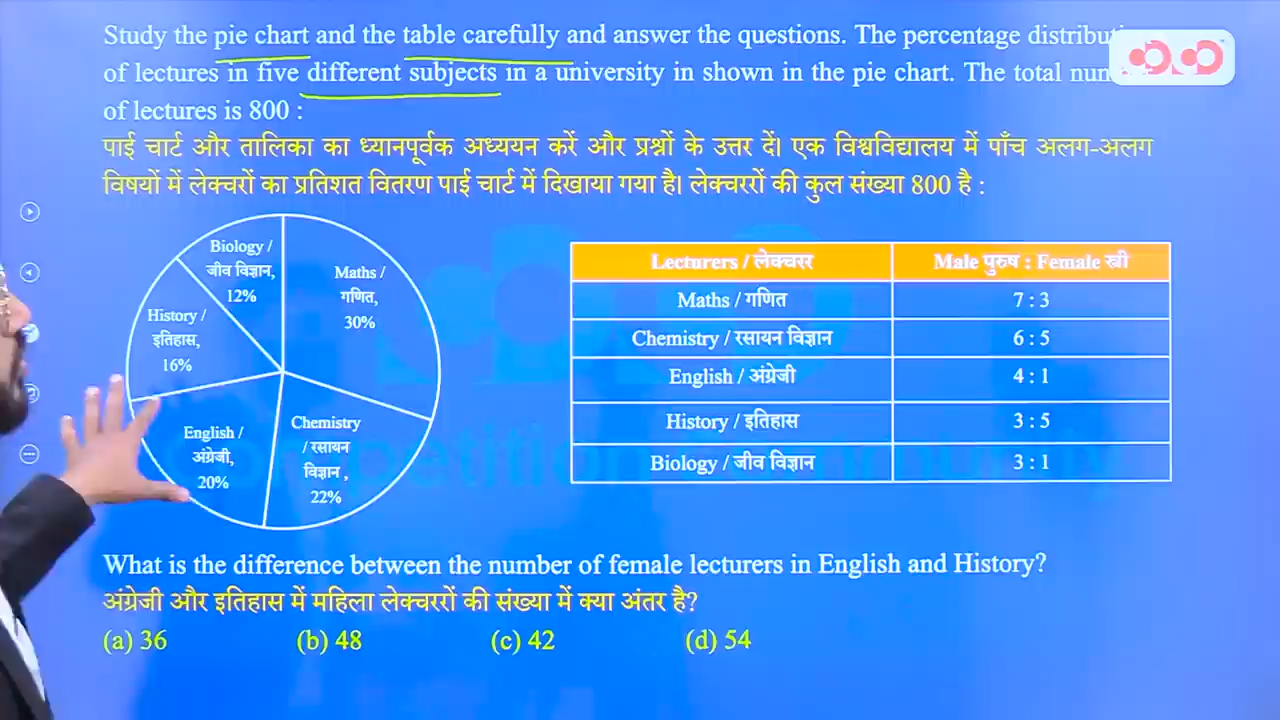 Study the pie chart and the table carefully and answer the questions. The percentage
of lectures in five different subjects in a university in shown in the pie chart. The total
of lectures is 800 :
पाई चार्ट और तालिका का ध्यानपूर्वक अध्ययन करें और प्रश्नों के उत्तर दें। एक विश्वविद्यालय में पाँच अलग-अलग
विषयों में लेक्चरों का प्रतिशत वितरण पाई चार्ट में दिखाया गया है। लेक्चररों की कुल संख्या 800 है :
Biology /
जीव विज्ञान,
12%
Maths /
गणित,
30%
History /
इतिहास,
16%
English /
अंग्रेजी,
20%
Chemistry
/ रसायन
विज्ञान ,
22%
Lecturers / लेक्चरर Male पुरुष : Female स्त्री
Maths / गणित 7 : 3
Chemistry / रसायन विज्ञान 6 : 5
English / अंग्रेजी 4 : 1
History / इतिहास 3 : 5
Biology / जीव विज्ञान 3 : 1
What is the difference between the number of female lecturers in English and History?
अंग्रेजी और इतिहास में महिला लेक्चररों की संख्या में क्या अंतर है?
(a) 36 (b) 48 (c) 42 (d) 54